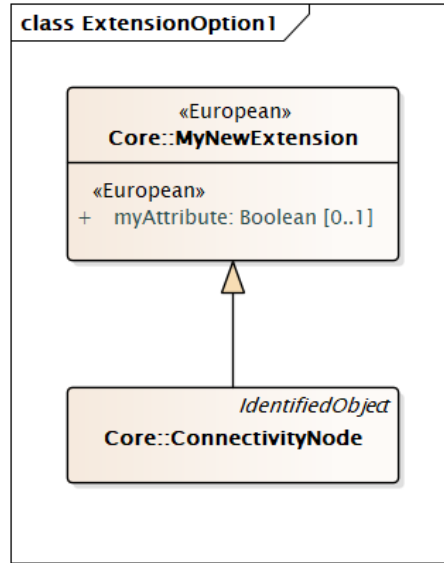 class ExtensionOption1
«European»
Core::MyNewExtension
«European»
+ myAttribute: Boolean [0..1]
IdentifiedObject
Core::ConnectivityNode